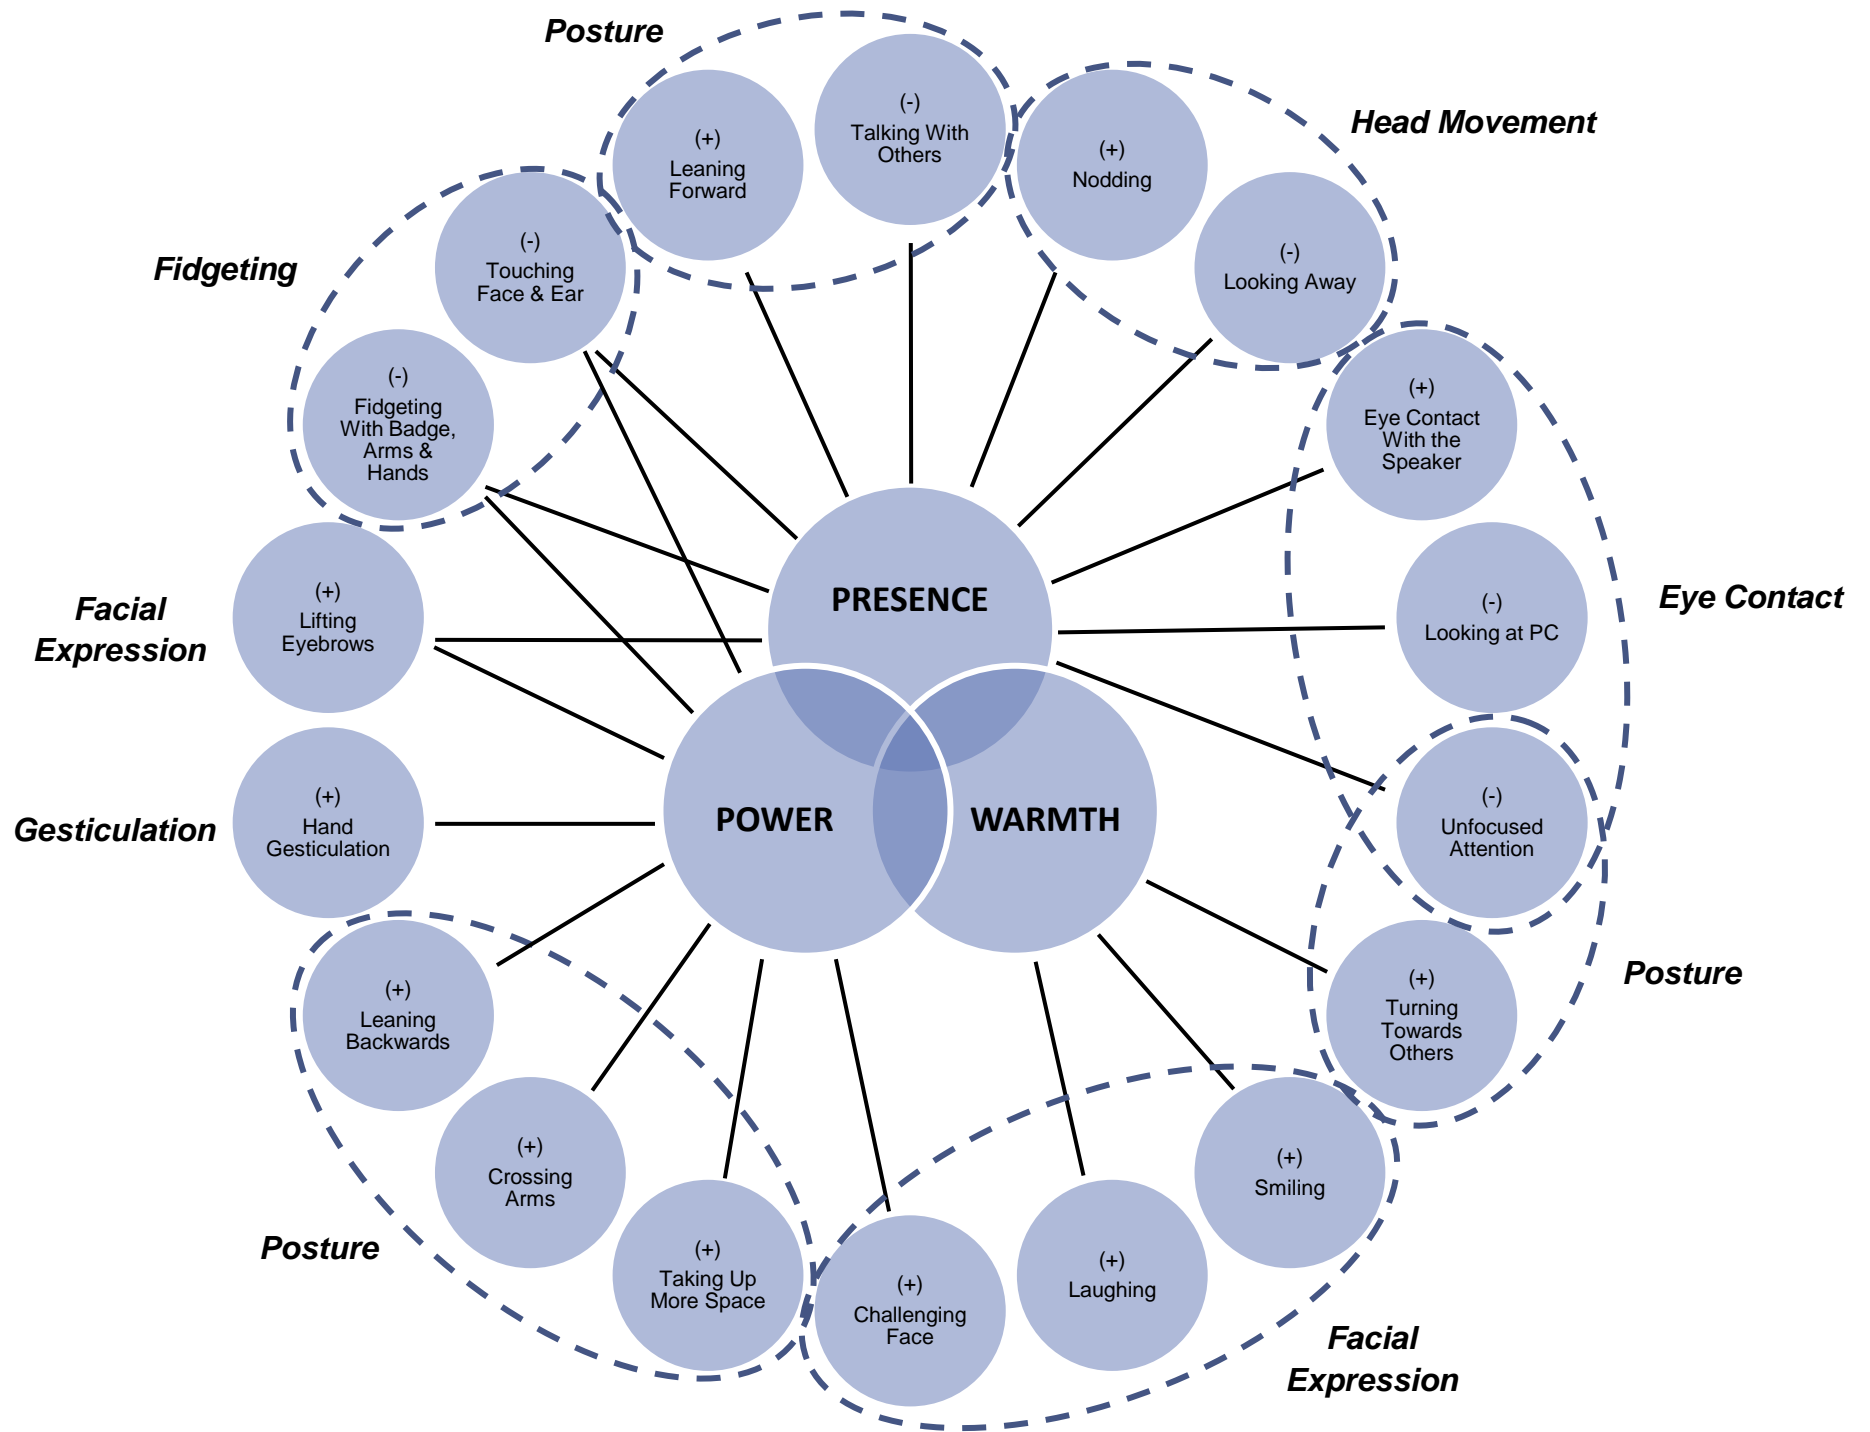 Posture
(-)
Talking With
Others
(+)
Leaning
Forward
Head Movement
(+)
Nodding
(-)
Looking Away
Fidgeting
(-)
Touching
Face & Ear
(-)
Fidgeting
With Badge,
Arms &
Hands
(+)
Eye Contact
With the
Speaker
Eye Contact
(-)
Looking at PC
(-)
Unfocused
Attention
Facial
Expression
(+)
Lifting
Eyebrows
PRESENCE
POWER
WARMTH
Gesticulation
(+)
Hand
Gesticulation
Posture
(+)
Turning
Towards
Others
(+)
Leaning
Backwards
(+)
Crossing
Arms
(+)
Taking Up
More Space
Posture
(+)
Challenging
Face
(+)
Laughing
(+)
Smiling
Facial
Expression